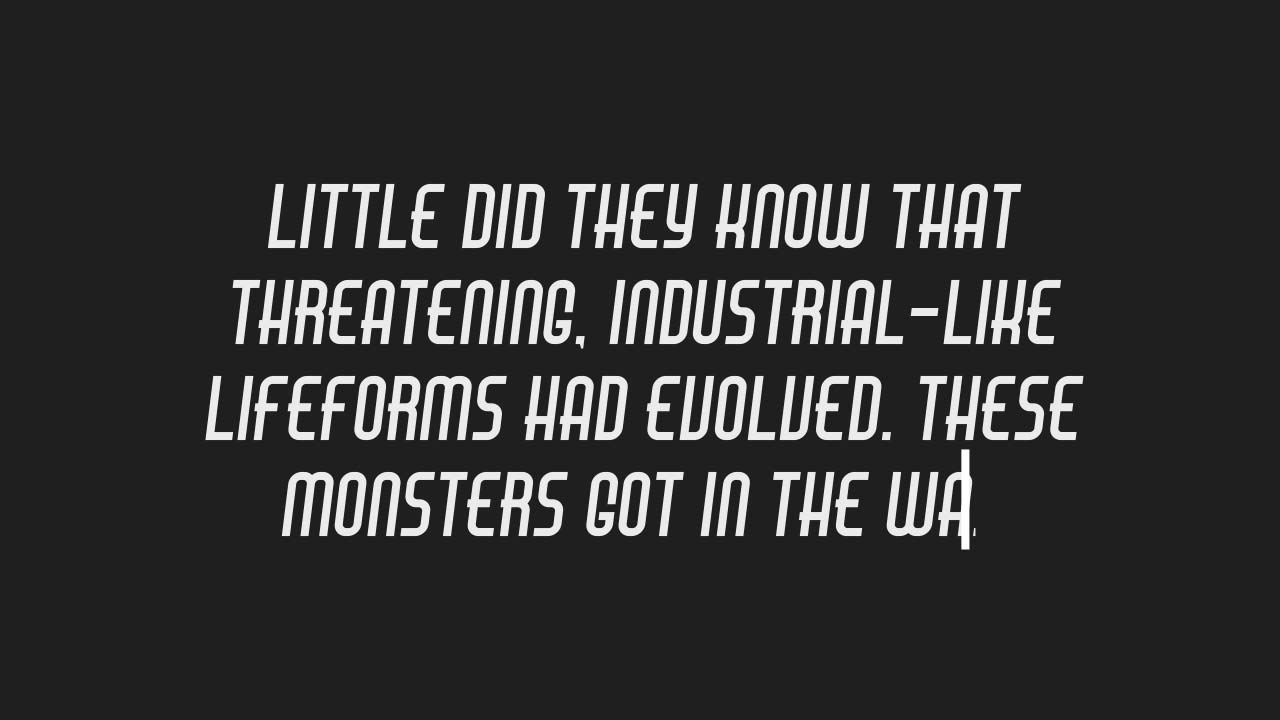 LITTLE DID THEY KNOW THAT
THREATENING, INDUSTRIAL-LIKE
LIFEFORMS HAD EVOLVED. THESE
MONSTERS GOT IN THE WA